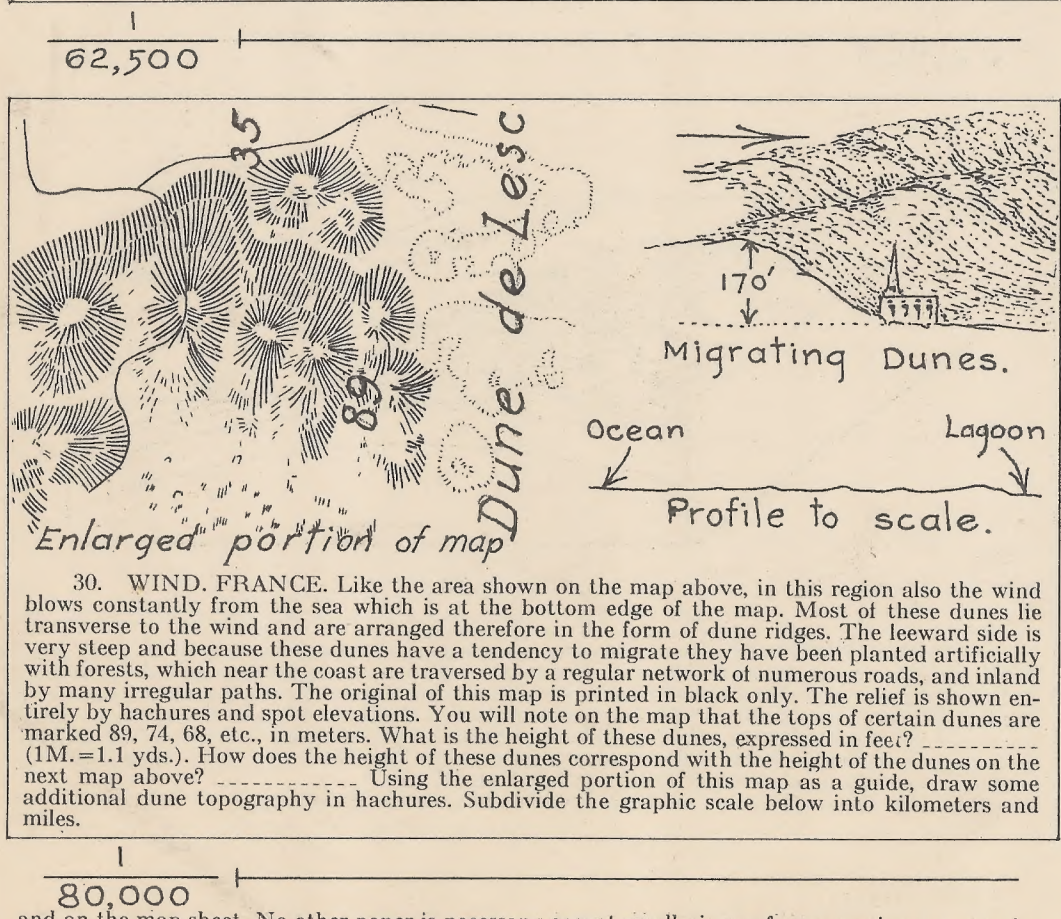 1
62,500
35
89
Dune de Lesc
Enlarged portion of map
170'
Migrating Dunes.
Ocean
Lagoon
Profile to scale.
30. WIND. FRANCE. Like the area shown on the map above, in this region also the wind
blows constantly from the sea which is at the bottom edge of the map. Most of these dunes lie
transverse to the wind and are arranged therefore in the form of dune ridges. The leeward side is
very steep and because these dunes have a tendency to migrate they have been planted artificially
with forests, which near the coast are traversed by a regular network of numerous roads, and inland
by many irregular paths. The original of this map is printed in black only. The relief is shown en-
tirely by hachures and spot elevations. You will note on the map that the tops of certain dunes are
marked 89, 74, 68, etc., in meters. What is the height of these dunes, expressed in feet? __________
(1M.=1.1 yds.). How does the height of these dunes correspond with the height of the dunes on the
next map above? ____________ Using the enlarged portion of this map as a guide, draw some
additional dune topography in hachures. Subdivide the graphic scale below into kilometers and
miles.
1
80,000
and on the map sheet. No other paper is necessary